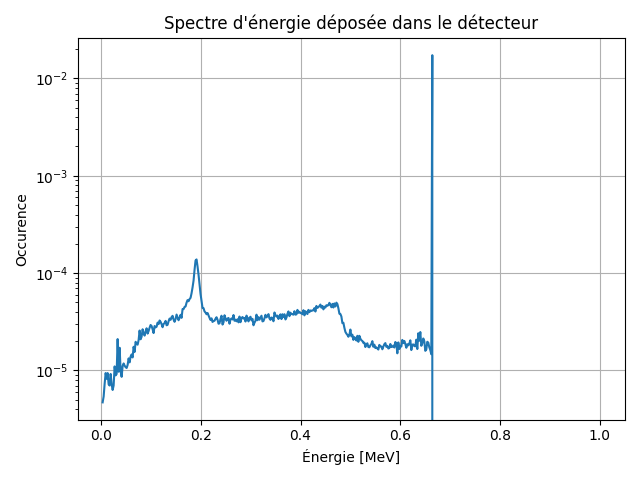 Spectre d'énergie déposée dans le détecteur
10⁻²
10⁻³
10⁻⁴
10⁻⁵
Occurence
0.0 0.2 0.4 0.6 0.8 1.0
Énergie [MeV]